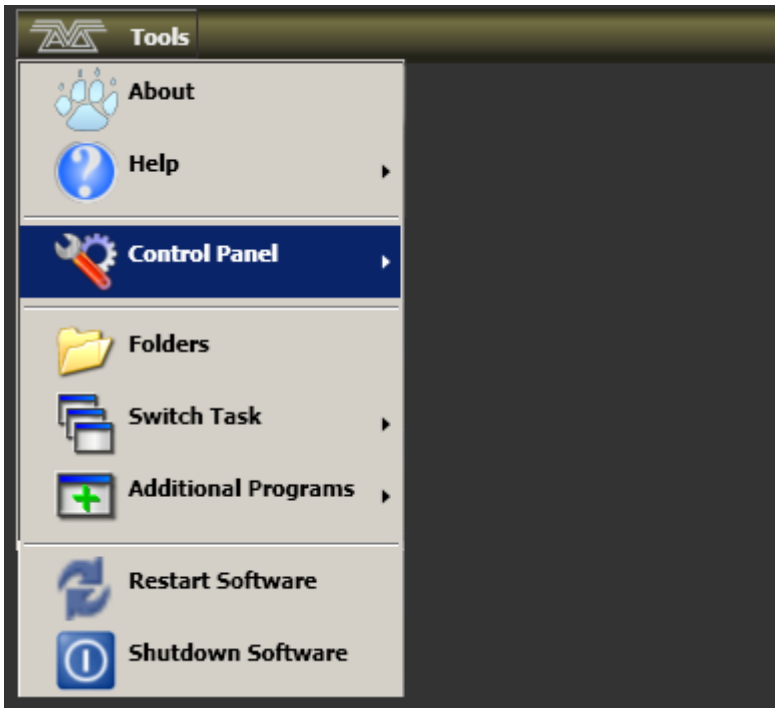 Tools
About
Help
Control Panel
Folders
Switch Task
Additional Programs
Restart Software
Shutdown Software